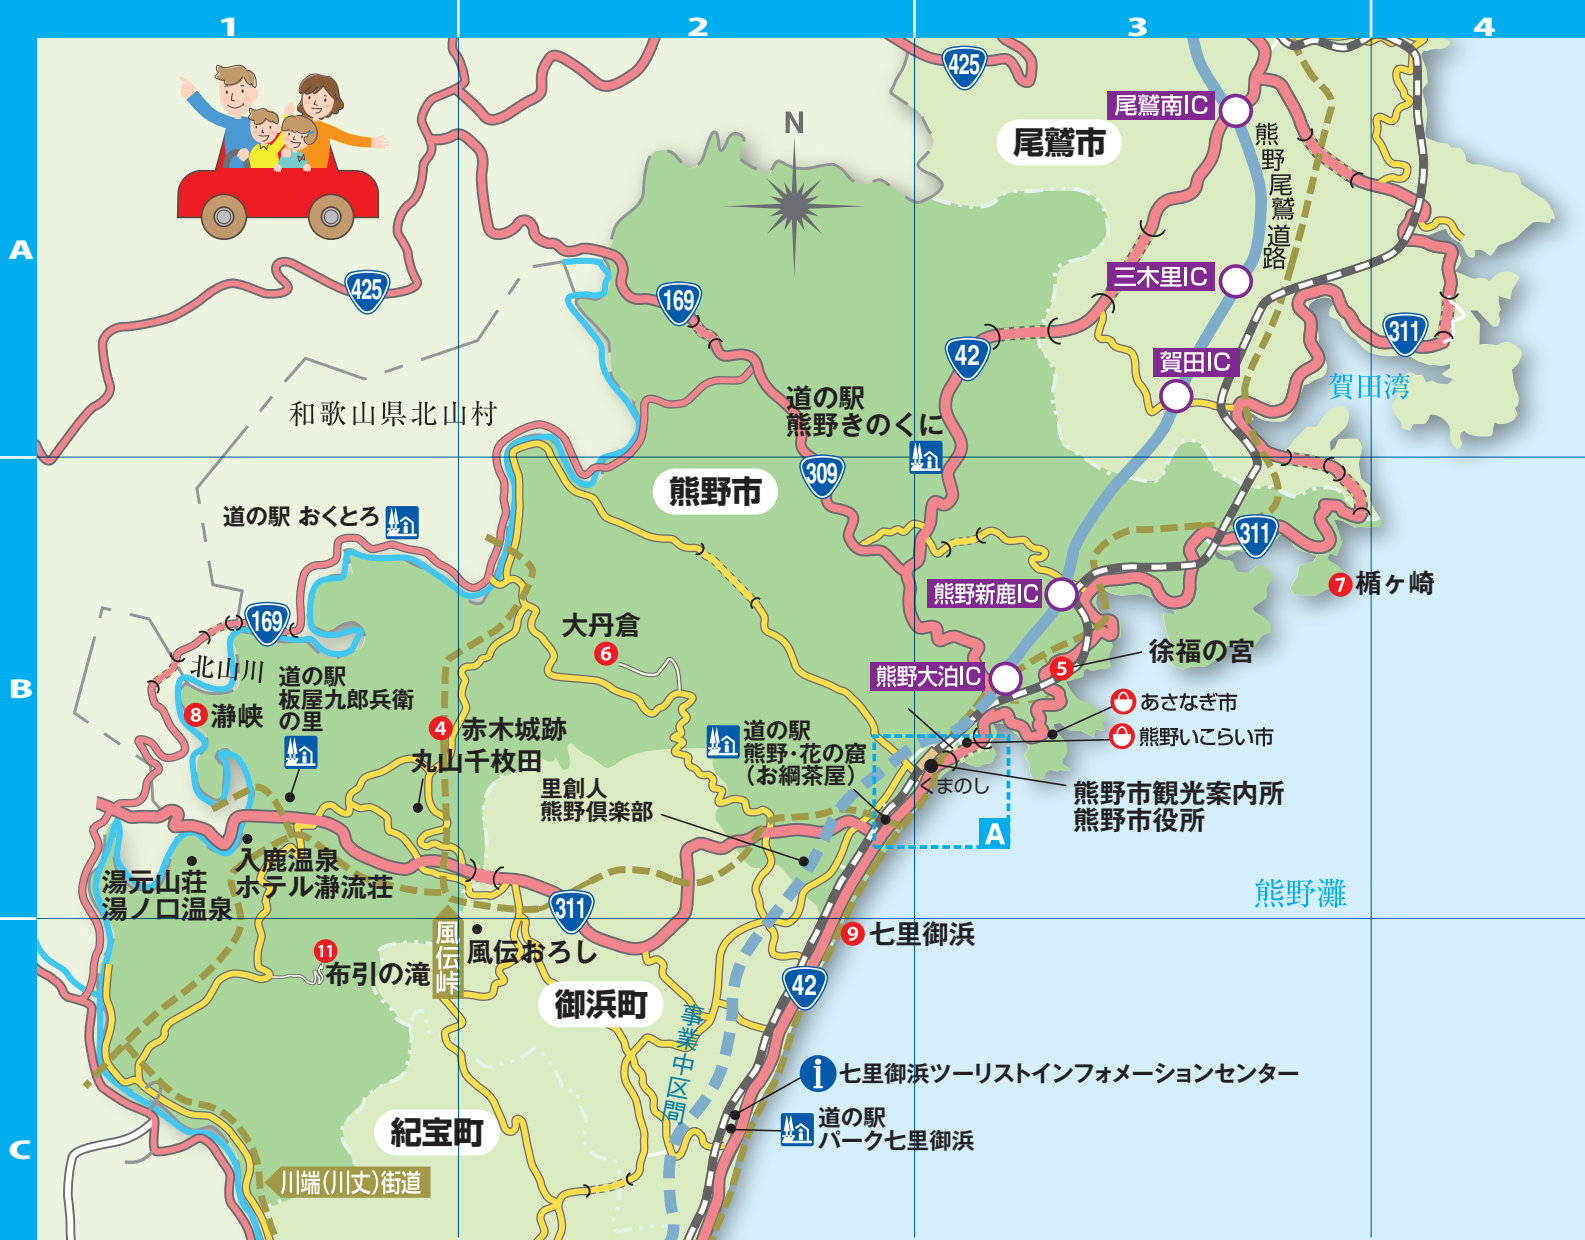 1
2
3
4
A
B
C
N
425
尾鷲南IC
尾鷲市
熊野尾鷲道路
三木里IC
425
169
42
賀田IC
311
賀田湾
道の駅
熊野きのくに
和歌山県北山村
309
熊野市
道の駅 おくとろ
311
7 楯ヶ崎
熊野新鹿IC
169
大丹倉
6
徐福の宮
5
熊野大泊IC
北山川
道の駅
板屋九郎兵衛
の里
8 瀞峡
4 赤木城跡
丸山千枚田
あさなぎ市
熊野いこらい市
道の駅
熊野・花の窟
(お綱茶屋)
くまのし
里創人
熊野倶楽部
熊野市観光案内所
熊野市役所
A
入鹿温泉
ホテル瀞流荘
湯元山荘
湯ノ口温泉
熊野灘
311
風伝峠
風伝おろし
9 七里御浜
11
布引の滝
42
御浜町
事業中区間
i 七里御浜ツーリストインフォメーションセンター
道の駅
パーク七里御浜
紀宝町
川端(川丈)街道